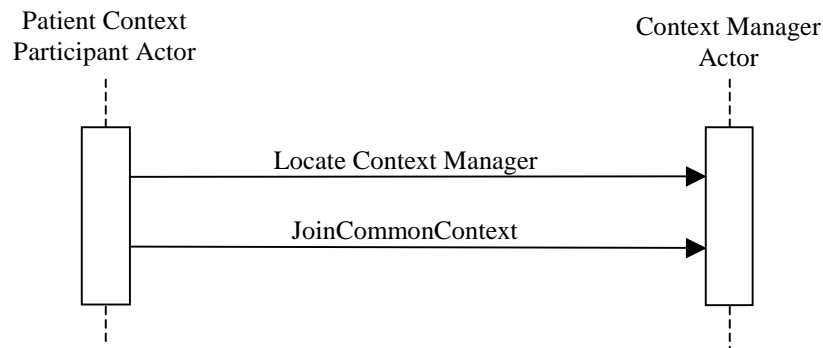 Patient Context
Participant Actor
Context Manager
Actor
Locate Context Manager
JoinCommonContext